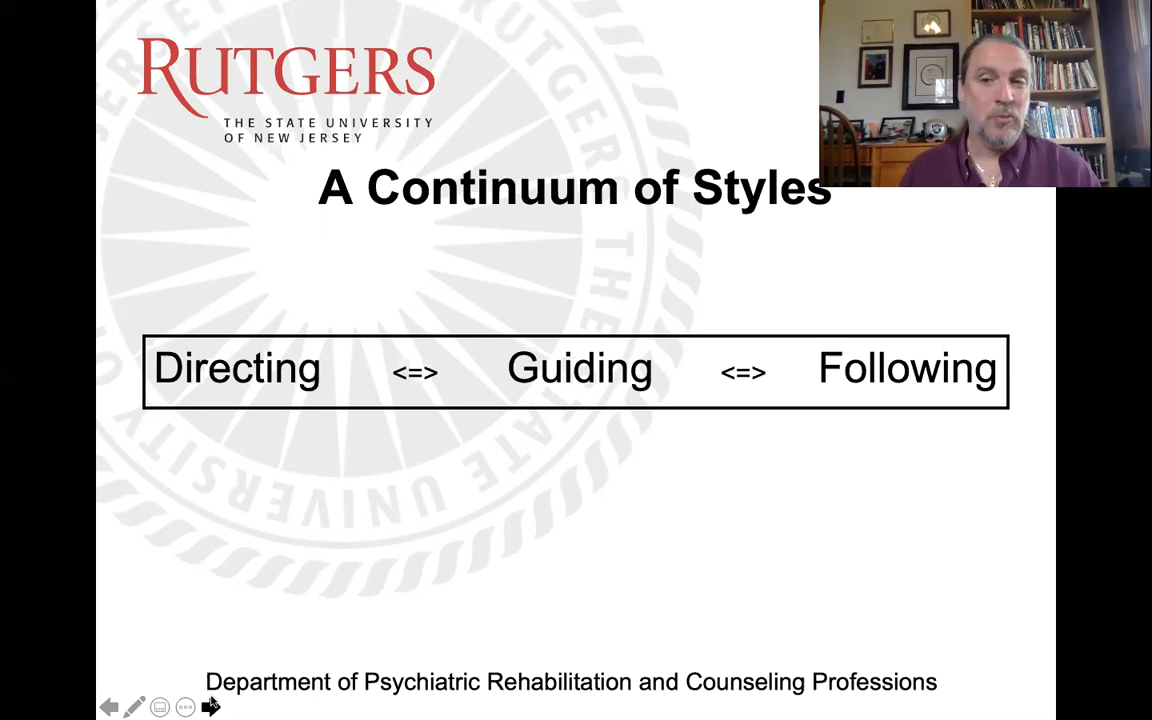 RUTGERS
THE STATE UNIVERSITY
OF NEW JERSEY
A Continuum of Styles
Directing <=> Guiding <=> Following
Department of Psychiatric Rehabilitation and Counseling Professions